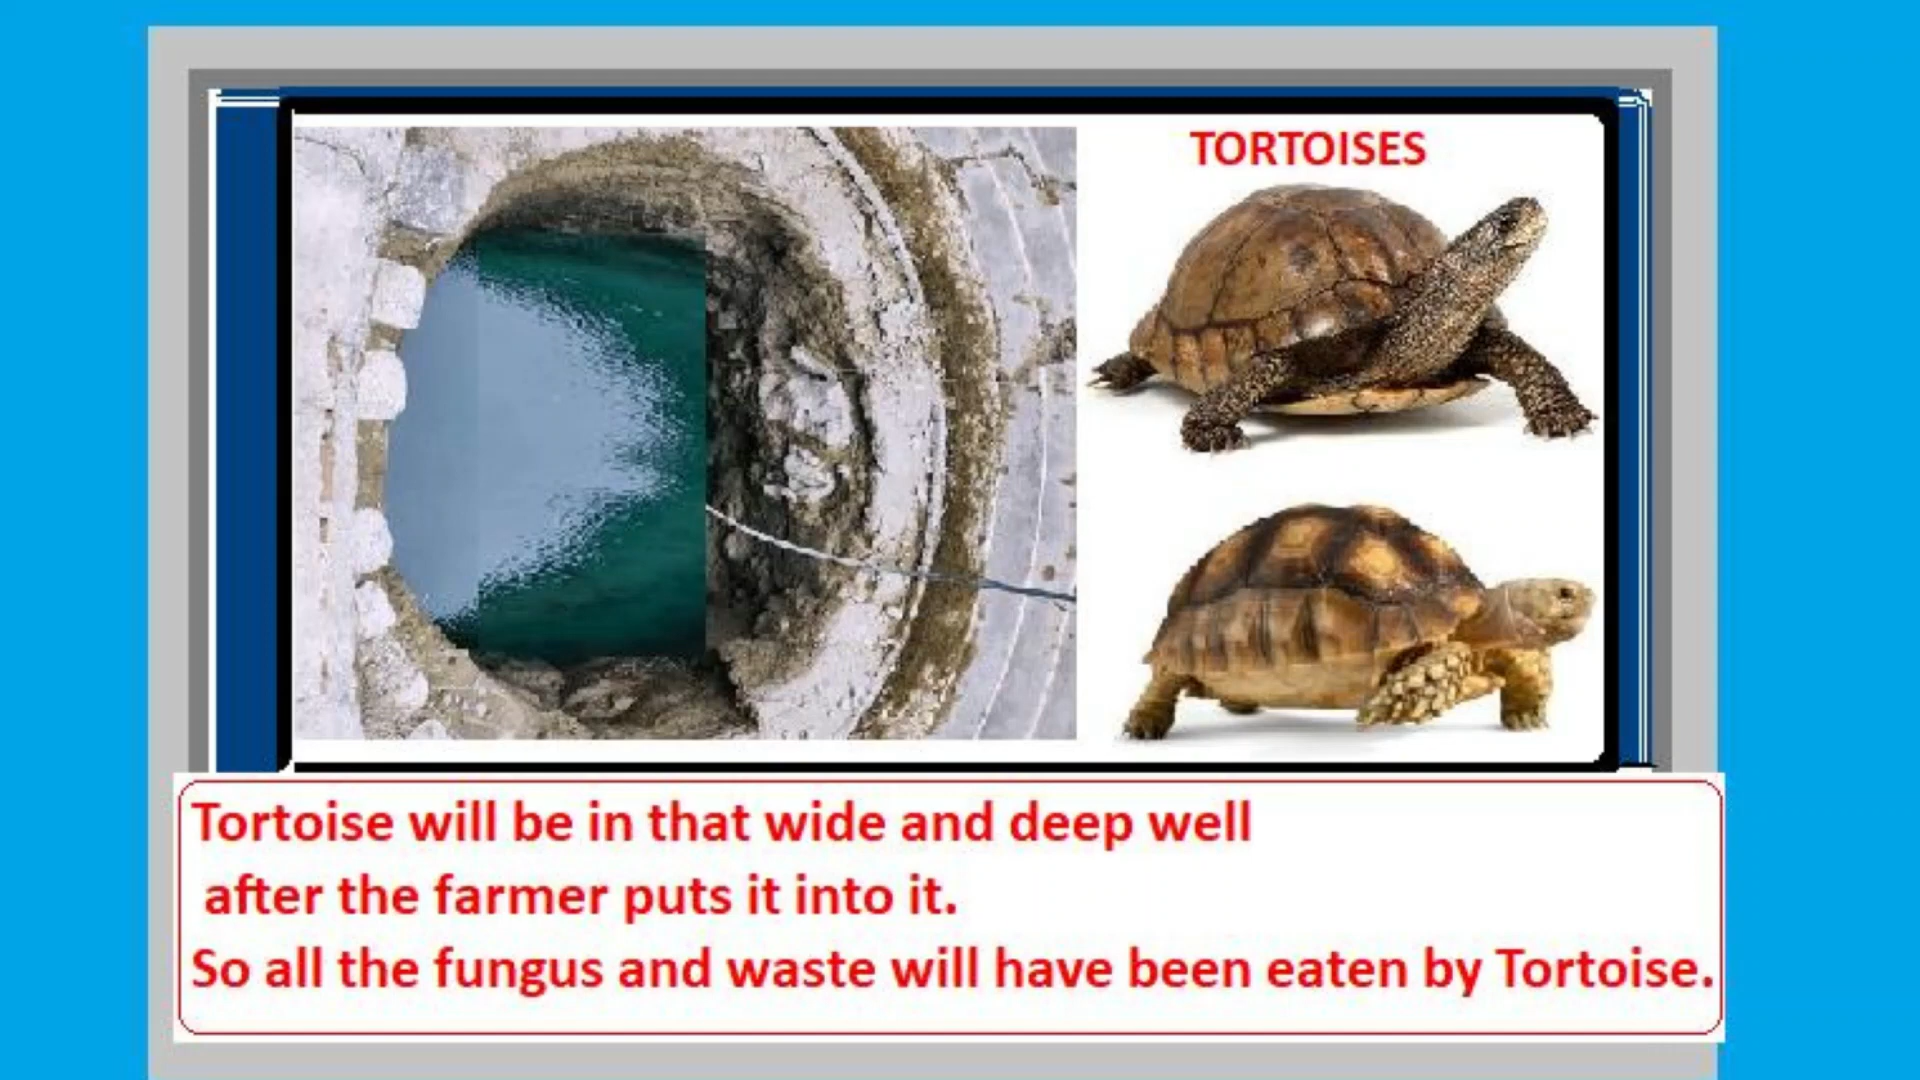 TORTOISES
Tortoise will be in that wide and deep well
after the farmer puts it into it.
So all the fungus and waste will have been eaten by Tortoise.